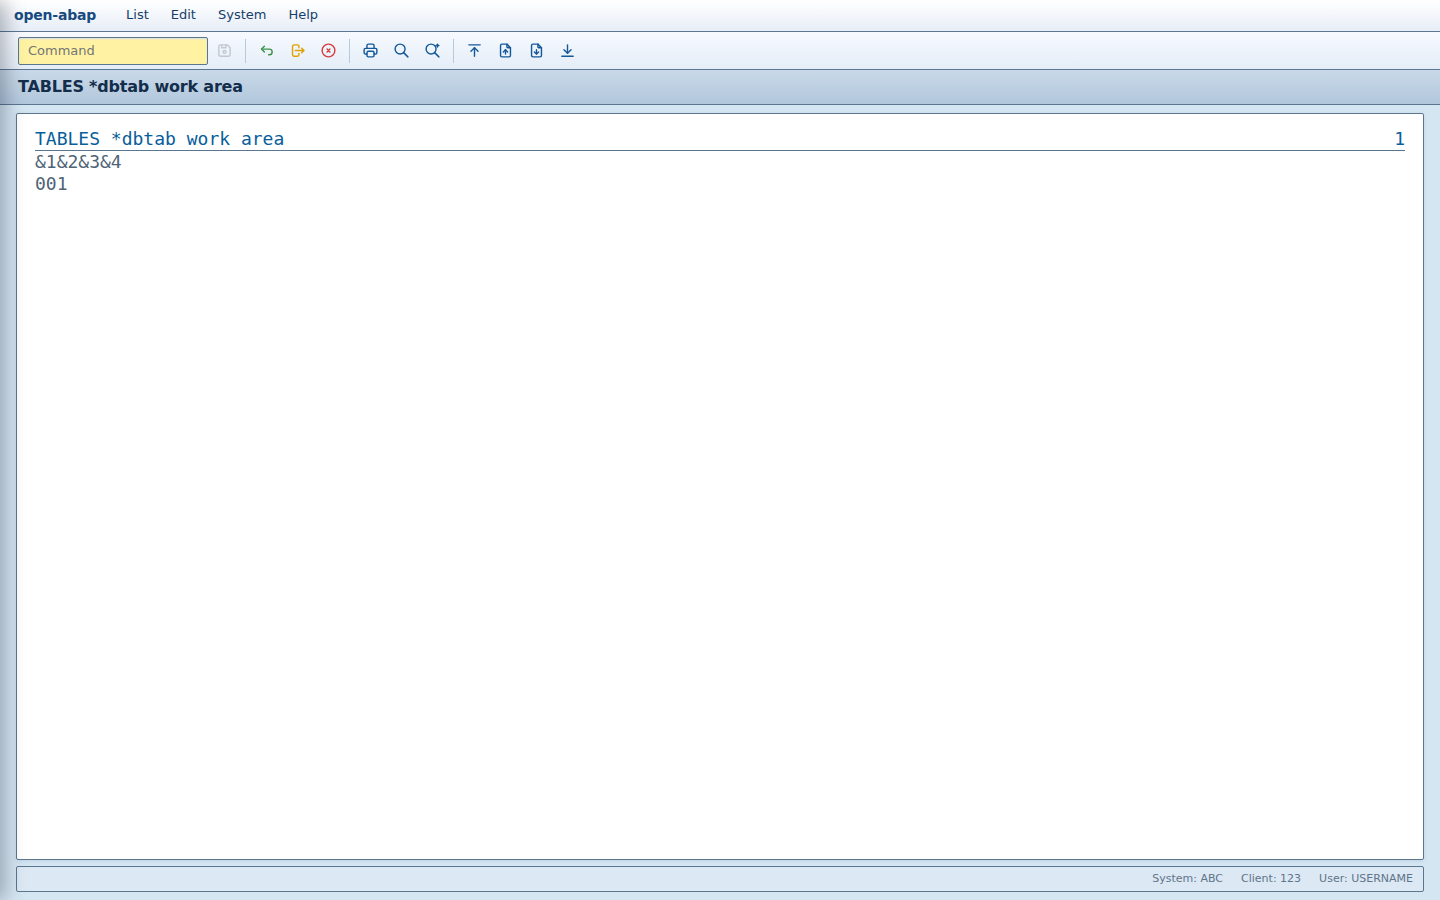 open-abap List Edit System Help
Command
TABLES *dbtab work area
TABLES *dbtab work area 1
&1&2&3&4
001
System: ABC Client: 123 User: USERNAME